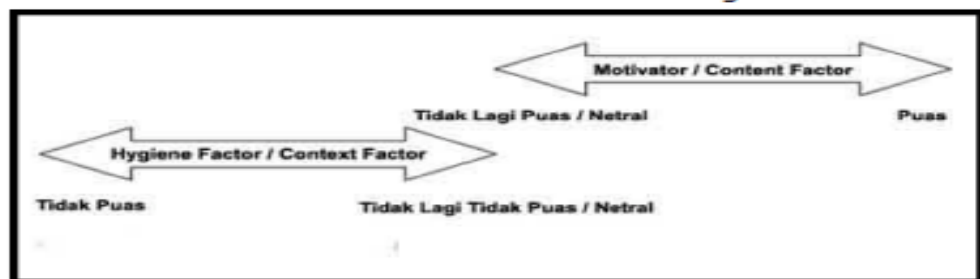 Motivator / Content Factor
Tidak Lagi Puas / Netral Puas
Hygiene Factor / Context Factor
Tidak Puas Tidak Lagi Tidak Puas / Netral